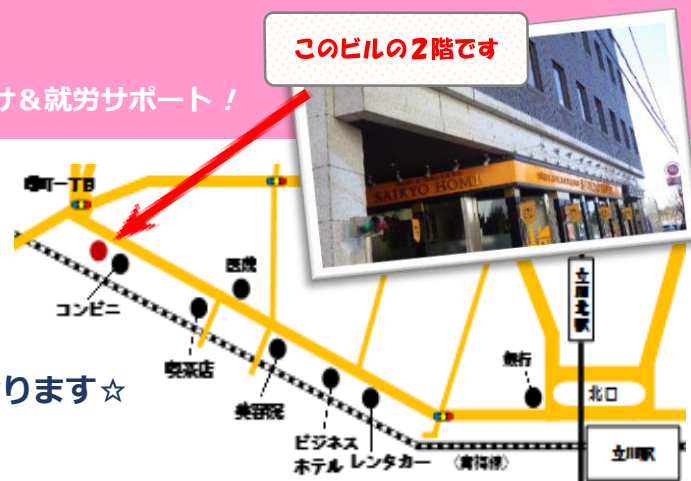 このビルの2階です
け&就労サポート!
SAIKYO HOME
町一丁目
医院
コンビニ
喫茶店
美容院
ビジネス
ホテル
レンタカー
(青梅線)
銀行
立川北駅
北口
立川駅
ります☆